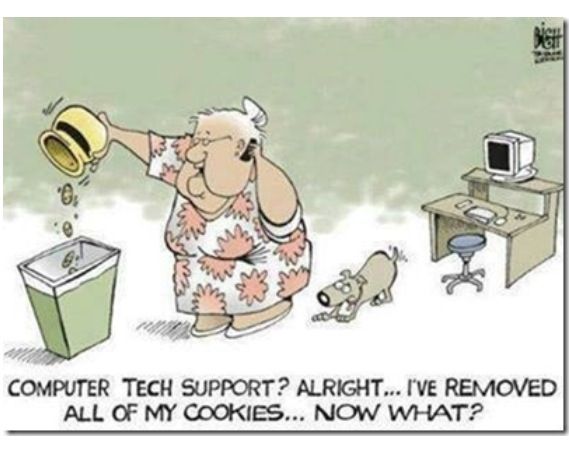 COMPUTER TECH SUPPORT? ALRIGHT... I'VE REMOVED
ALL OF MY COOKIES... NOW WHAT?